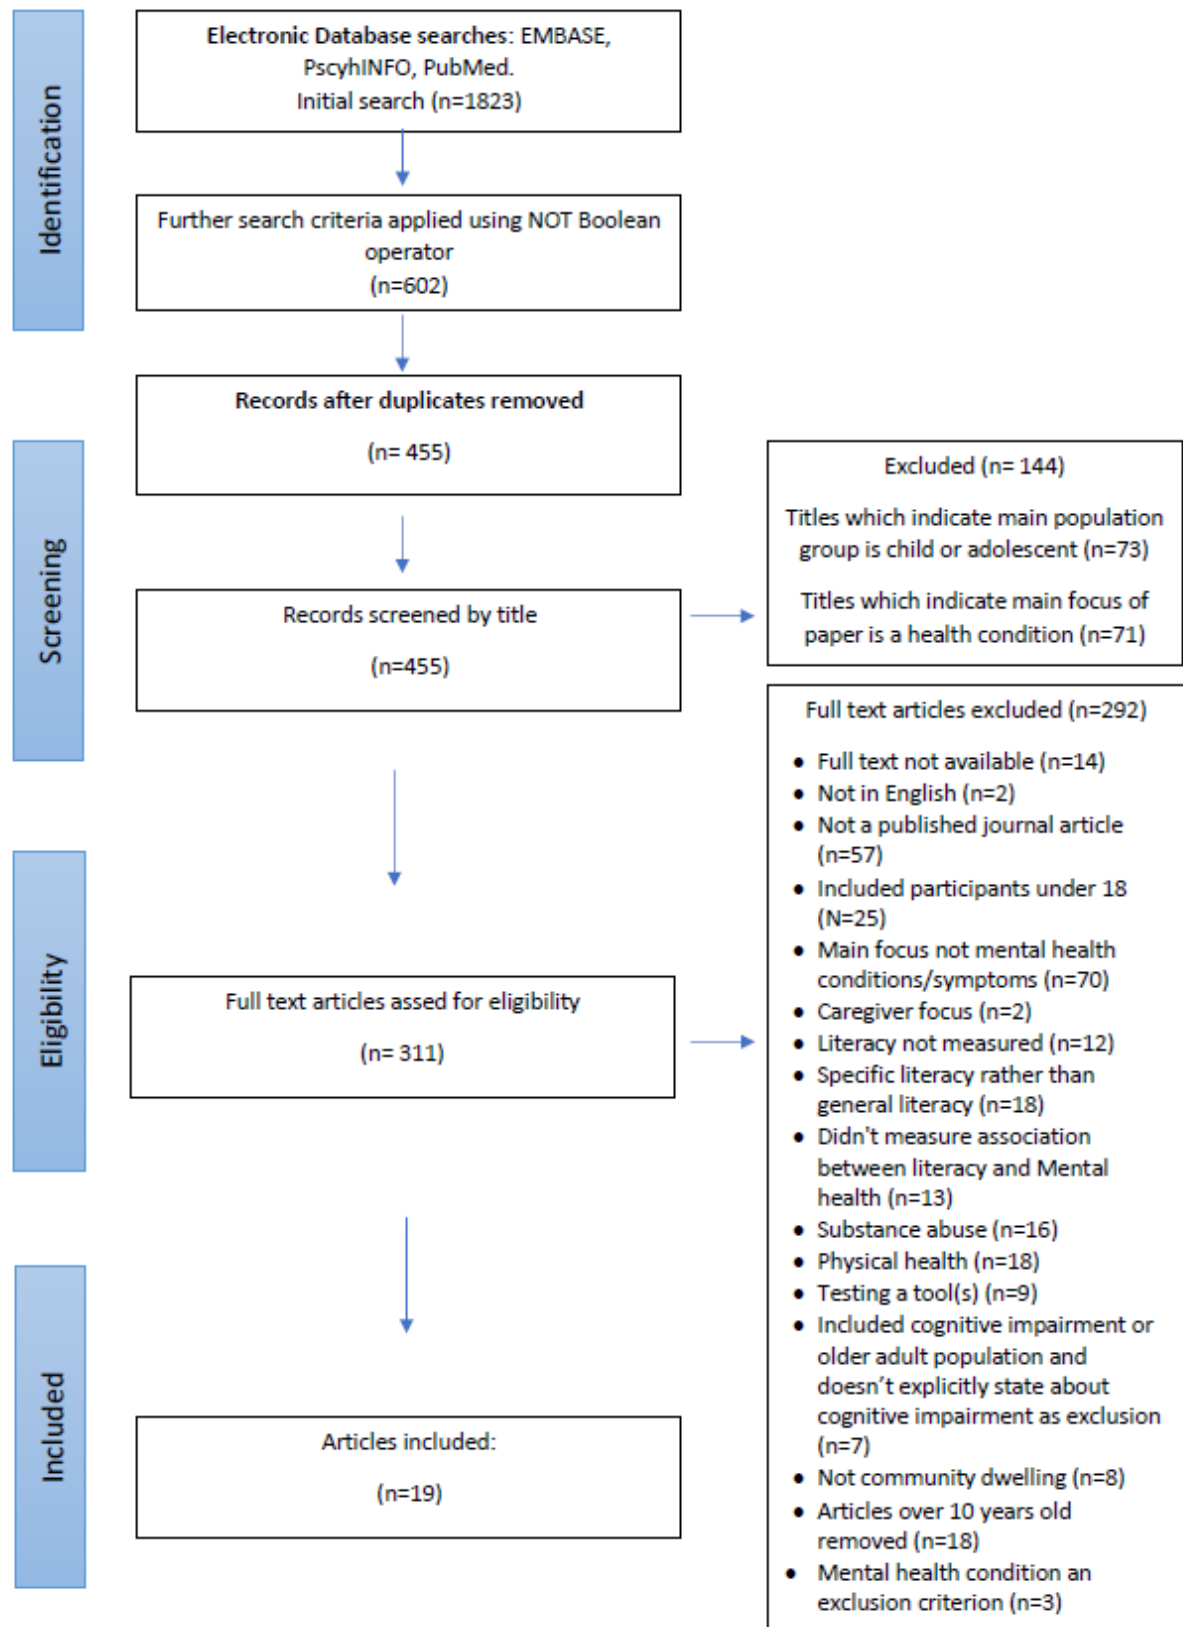 Identification
Electronic Database searches: EMBASE,
PscyhINFO, PubMed.
Initial search (n=1823)
Further search criteria applied using NOT Boolean
operator
(n=602)
Records after duplicates removed
(n= 455)
Screening
Records screened by title
(n=455)
Excluded (n= 144)
Titles which indicate main population
group is child or adolescent (n=73)
Titles which indicate main focus of
paper is a health condition (n=71)
Eligibility
Full text articles assed for eligibility
(n= 311)
Full text articles excluded (n=292)
• Full text not available (n=14)
• Not in English (n=2)
• Not a published journal article
(n=57)
• Included participants under 18
(N=25)
• Main focus not mental health
conditions/symptoms (n=70)
• Caregiver focus (n=2)
• Literacy not measured (n=12)
• Specific literacy rather than
general literacy (n=18)
• Didn't measure association
between literacy and Mental
health (n=13)
• Substance abuse (n=16)
• Physical health (n=18)
• Testing a tool(s) (n=9)
• Included cognitive impairment or
older adult population and
doesn’t explicitly state about
cognitive impairment as exclusion
(n=7)
• Not community dwelling (n=8)
• Articles over 10 years old
removed (n=18)
• Mental health condition an
exclusion criterion (n=3)
Included
Articles included:
(n=19)